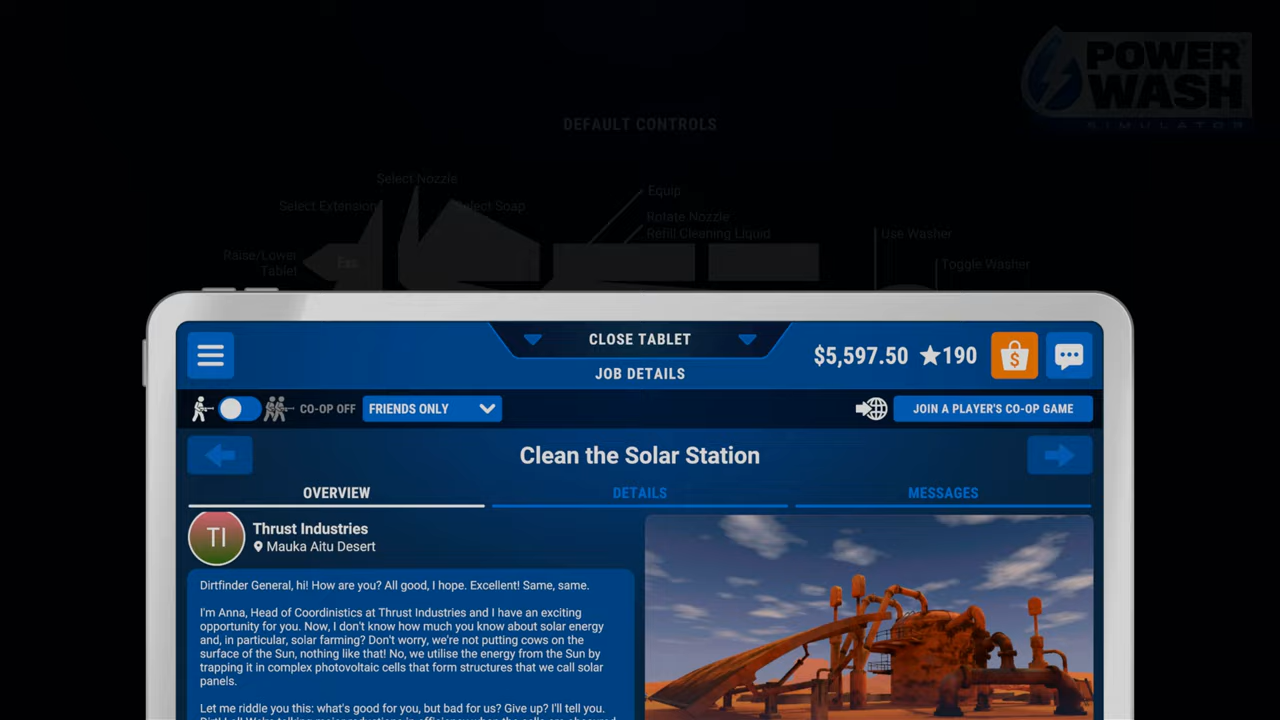 POWER
WASH
SIMULATOR
DEFAULT CONTROLS
Select Nozzle
Equip
Select Extension
Select Soap
Rotate Nozzle
Refill Cleaning Liquid
Use Washer
Raise/Lower
Tablet
Esc
Toggle Washer
CLOSE TABLET
$5,597.50
190
JOB DETAILS
CO-OP OFF
FRIENDS ONLY
JOIN A PLAYER'S CO-OP GAME
Clean the Solar Station
OVERVIEW
DETAILS
MESSAGES
TI
Thrust Industries
Mauka Aitu Desert
Dirtfinder General, hi! How are you? All good, I hope. Excellent! Same, same.
I'm Anna, Head of Coordinistics at Thrust Industries and I have an exciting
opportunity for you. Now, I don't know how much you know about solar energy
and, in particular, solar farming? Don't worry, we're not putting cows on the
surface of the Sun, nothing like that! No, we utilise the energy from the Sun by
trapping it in complex photovoltaic cells that form structures that we call solar
panels.
Let me riddle you this: what's good for you, but bad for us? Give up? I'll tell you.